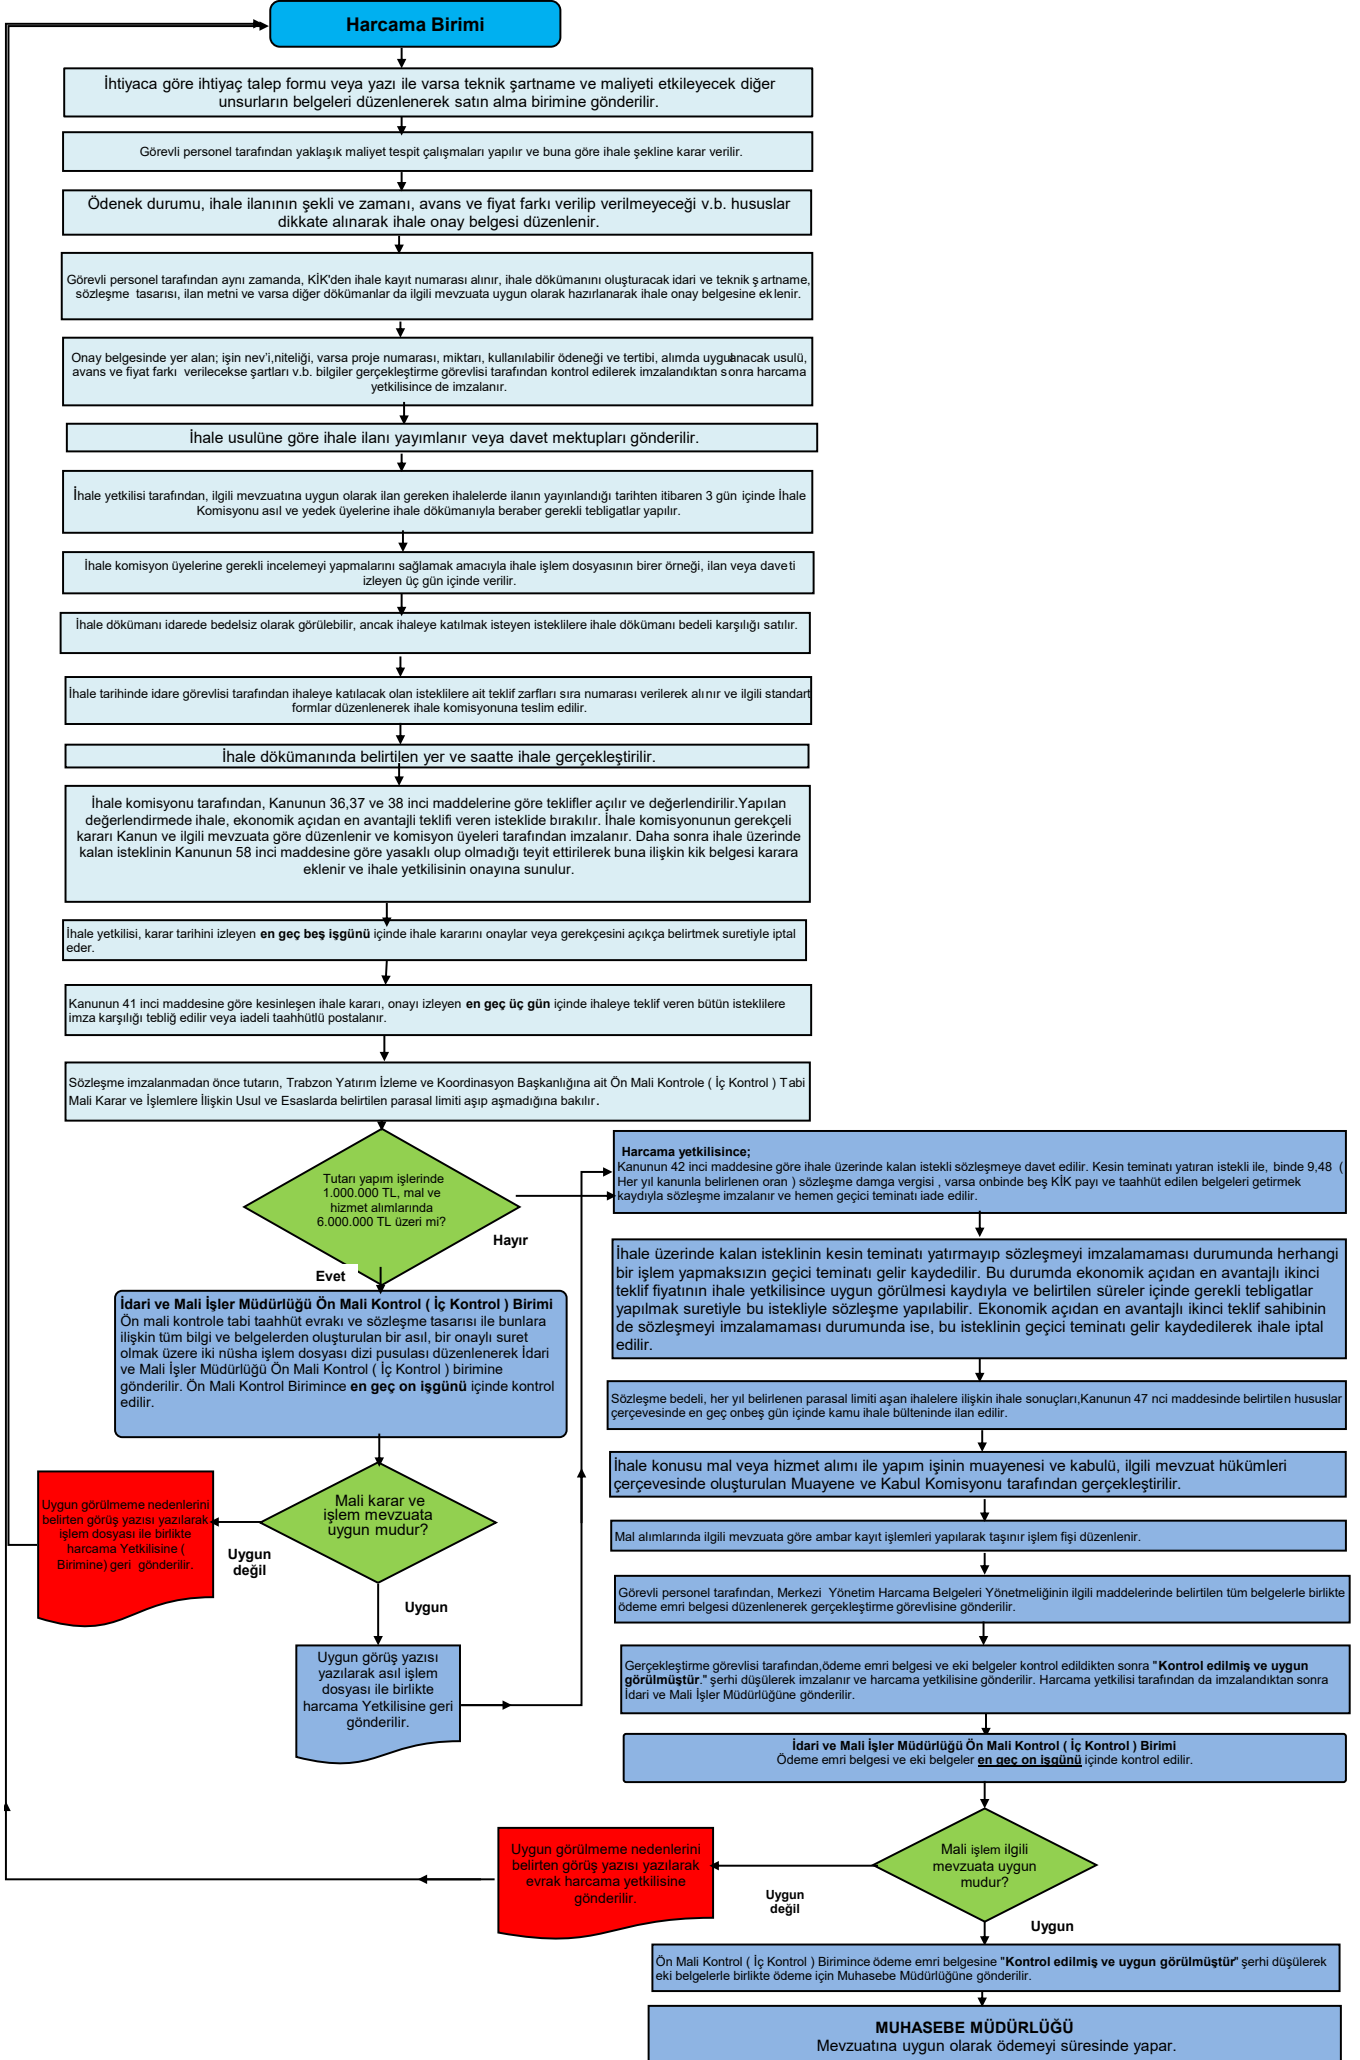 Harcama Birimi
İhtiyaca göre ihtiyaç talep formu veya yazı ile varsa teknik şartname ve maliyeti etkileyecek diğer
unsurların belgeleri düzenlenerek satın alma birimine gönderilir.
Görevli personel tarafından yaklaşık maliyet tespit çalışmaları yapılır ve buna göre ihale şekline karar verilir.
Ödenek durumu, ihale ilanının şekli ve zamanı, avans ve fiyat farkı verilip verilmeyeceği v.b. hususlar
dikkate alınarak ihale onay belgesi düzenlenir.
Görevli personel tarafından aynı zamanda, KİK'den ihale kayıt numarası alınır, ihale dökümanını oluşturacak idari ve teknik şartname,
sözleşme tasarısı, ilan metni ve varsa diğer dökümanlar da ilgili mevzuata uygun olarak hazırlanarak ihale onay belgesine eklenir.
Onay belgesinde yer alan; işin nev'i,niteliği, varsa proje numarası, miktarı, kullanılabilir ödeneği ve tertibi, alımda uygulanacak usulü,
avans ve fiyat farkı verilecekse şartları v.b. bilgiler gerçekleştirme görevlisi tarafından kontrol edilerek imzalandıktan sonra harcama
yetkilisince de imzalanır.
İhale usulüne göre ihale ilanı yayımlanır veya davet mektupları gönderilir.
İhale yetkilisi tarafından, ilgili mevzuatına uygun olarak ilan gereken ihalelerde ilanın yayınlandığı tarihten itibaren 3 gün içinde İhale
Komisyonu asıl ve yedek üyelerine ihale dökümanıyla beraber gerekli tebligatlar yapılır.
İhale komisyon üyelerine gerekli incelemeyi yapmalarını sağlamak amacıyla ihale işlem dosyasının birer örneği, ilan veya daveti
izleyen üç gün içinde verilir.
İhale dökümanı idarede bedelsiz olarak görülebilir, ancak ihaleye katılmak isteyen isteklilere ihale dökümanı bedeli karşılığı satılır.
İhale tarihinde idare görevlisi tarafından ihaleye katılacak olan isteklilere ait teklif zarfları sıra numarası verilerek alınır ve ilgili standart
formlar düzenlenerek ihale komisyonuna teslim edilir.
İhale dökümanında belirtilen yer ve saatte ihale gerçekleştirilir.
İhale komisyonu tarafından, Kanunun 36,37 ve 38 inci maddelerine göre teklifler açılır ve değerlendirilir.Yapılan
değerlendirmede ihale, ekonomik açıdan en avantajli teklifi veren isteklide bırakılır. İhale komisyonunun gerekçeli
kararı Kanun ve ilgili mevzuata göre düzenlenir ve komisyon üyeleri tarafından imzalanır. Daha sonra ihale üzerinde
kalan isteklinin Kanunun 58 inci maddesine göre yasaklı olup olmadığı teyit ettirilerek buna ilişkin kik belgesi karara
eklenir ve ihale yetkilisinin onayına sunulur.
İhale yetkilisi, karar tarihini izleyen en geç beş işgünü içinde ihale kararını onaylar veya gerekçesini açıkça belirtmek suretiyle iptal
eder.
Kanunun 41 inci maddesine göre kesinleşen ihale kararı, onayı izleyen en geç üç gün içinde ihaleye teklif veren bütün isteklilere
imza karşılığı tebliğ edilir veya iadeli taahhütlü postalanır.
Sözleşme imzalanmadan önce tutarın, Trabzon Yatırım İzleme ve Koordinasyon Başkanlığına ait Ön Mali Kontrole ( İç Kontrol ) Tabi
Mali Karar ve İşlemlere İlişkin Usul ve Esaslarda belirtilen parasal limiti aşıp aşmadığına bakılır.
Tutarı yapım işlerinde
1.000.000 TL, mal ve
hizmet alımlarında
6.000.000 TL üzeri mi?
Hayır
Evet
İdari ve Mali İşler Müdürlüğü Ön Mali Kontrol ( İç Kontrol ) Birimi
Ön mali kontrole tabi taahhüt evrakı ve sözleşme tasarısı ile bunlara
ilişkin tüm bilgi ve belgelerden oluşturulan bir asıl, bir onaylı suret
olmak üzere iki nüsha işlem dosyası dizi pusulası düzenlenerek İdari
ve Mali İşler Müdürlüğü Ön Mali Kontrol ( İç Kontrol ) birimine
gönderilir. Ön Mali Kontrol Birimince en geç on işgünü içinde kontrol
edilir.
Mali karar ve
işlem mevzuata
uygun mudur?
Uygun
değil
Uygun
Uygun görülmeme nedenlerini
belirten görüş yazısı yazılarak
işlem dosyası ile birlikte
harcama Yetkilisine (
Birimine) geri gönderilir.
Uygun görüş yazısı
yazılarak asıl işlem
dosyası ile birlikte
harcama Yetkilisine geri
gönderilir.
Harcama yetkilisince;
Kanunun 42 inci maddesine göre ihale üzerinde kalan istekli sözleşmeye davet edilir. Kesin teminatı yatıran istekli ile, binde 9,48 (
Her yıl kanunla belirlenen oran ) sözleşme damga vergisi , varsa onbinde beş KİK payı ve taahhüt edilen belgeleri getirmek
kaydıyla sözleşme imzalanır ve hemen geçici teminatı iade edilir.
İhale üzerinde kalan isteklinin kesin teminatı yatırmayıp sözleşmeyi imzalamaması durumunda herhangi
bir işlem yapmaksızın geçici teminatı gelir kaydedilir. Bu durumda ekonomik açıdan en avantajlı ikinci
teklif fiyatının ihale yetkilisince uygun görülmesi kaydıyla ve belirtilen süreler içinde gerekli tebligatlar
yapılmak suretiyle bu istekliyle sözleşme yapılabilir. Ekonomik açıdan en avantajlı ikinci teklif sahibinin
de sözleşmeyi imzalamaması durumunda ise, bu isteklinin geçici teminatı gelir kaydedilerek ihale iptal
edilir.
Sözleşme bedeli, her yıl belirlenen parasal limiti aşan ihalelere ilişkin ihale sonuçları,Kanunun 47 nci maddesinde belirtilen hususlar
çerçevesinde en geç onbeş gün içinde kamu ihale bülteninde ilan edilir.
İhale konusu mal veya hizmet alımı ile yapım işinin muayenesi ve kabulü, ilgili mevzuat hükümleri
çerçevesinde oluşturulan Muayene ve Kabul Komisyonu tarafından gerçekleştirilir.
Mal alımlarında ilgili mevzuata göre ambar kayıt işlemleri yapılarak taşınır işlem fişi düzenlenir.
Görevli personel tarafından, Merkezi Yönetim Harcama Belgeleri Yönetmeliğinin ilgili maddelerinde belirtilen tüm belgelerle birlikte
ödeme emri belgesi düzenlenerek gerçekleştirme görevlisine gönderilir.
Gerçekleştirme görevlisi tarafından,ödeme emri belgesi ve eki belgeler kontrol edildikten sonra "Kontrol edilmiş ve uygun
görülmüştür." şerhi düşülerek imzalanır ve harcama yetkilisine gönderilir. Harcama yetkilisi tarafından da imzalandıktan sonra
İdari ve Mali İşler Müdürlüğüne gönderilir.
İdari ve Mali İşler Müdürlüğü Ön Mali Kontrol ( İç Kontrol ) Birimi
Ödeme emri belgesi ve eki belgeler en geç on işgünü içinde kontrol edilir.
Mali işlem ilgili
mevzuata uygun
mudur?
Uygun
değil
Uygun
Uygun görülmeme nedenlerini
belirten görüş yazısı yazılarak
evrak harcama yetkilisine
gönderilir.
Ön Mali Kontrol ( İç Kontrol ) Birimince ödeme emri belgesine "Kontrol edilmiş ve uygun görülmüştür" şerhi düşülerek
eki belgelerle birlikte ödeme için Muhasebe Müdürlüğüne gönderilir.
MUHASEBE MÜDÜRLÜĞÜ
Mevzuatına uygun olarak ödemeyi süresinde yapar.